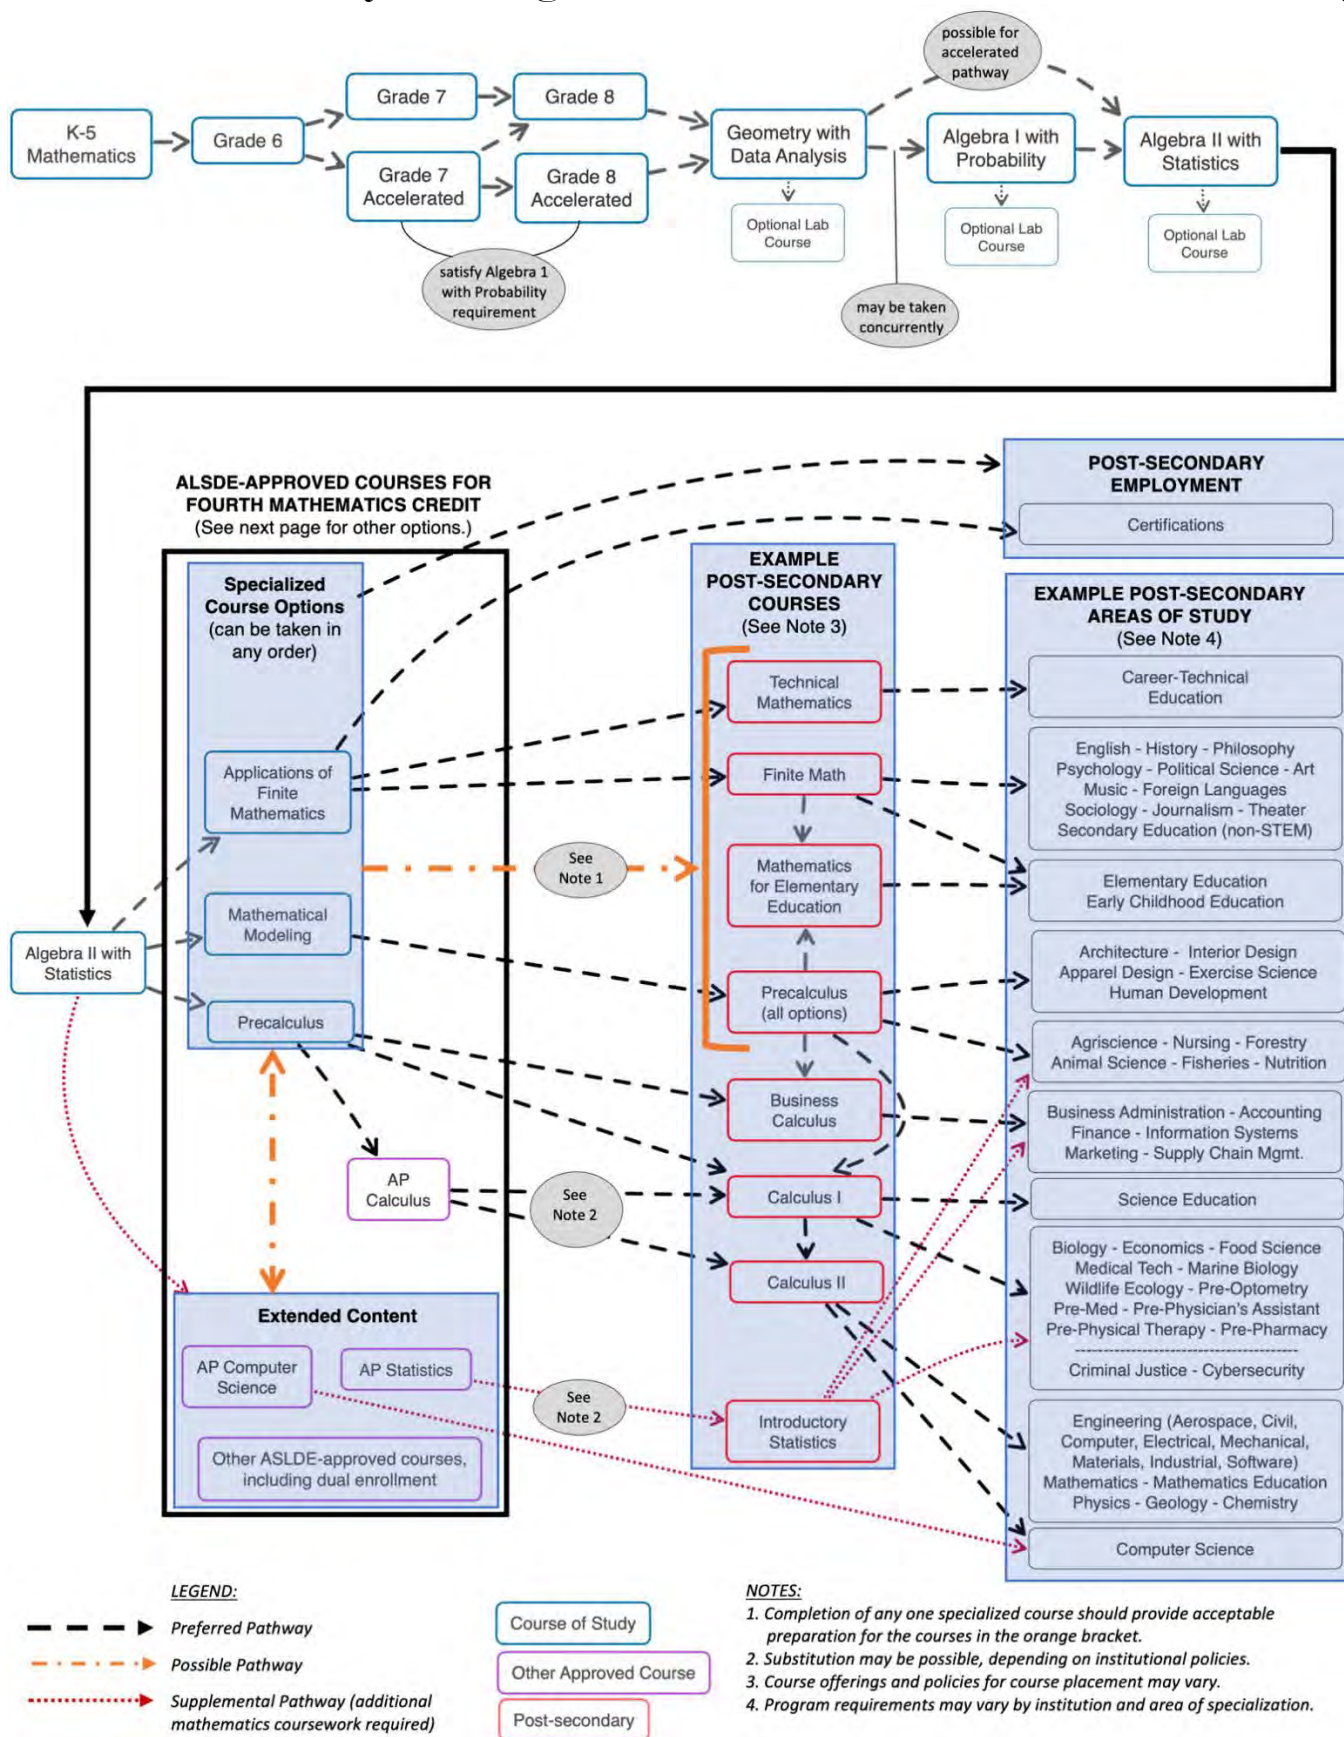 possible for
accelerated
pathway
K-5
Mathematics
Grade 6
Grade 7
Grade 8
Grade 7
Accelerated
Grade 8
Accelerated
Geometry with
Data Analysis
Algebra I with
Probability
Algebra II with
Statistics
Optional Lab
Course
Optional Lab
Course
Optional Lab
Course
satisfy Algebra 1
with Probability
requirement
may be taken
concurrently
ALSDE-APPROVED COURSES FOR
FOURTH MATHEMATICS CREDIT
(See next page for other options.)
Algebra II with
Statistics
Specialized
Course Options
(can be taken in
any order)
Applications of
Finite
Mathematics
Mathematical
Modeling
Precalculus
AP
Calculus
Extended Content
AP Computer
Science
AP Statistics
Other ASLDE-approved courses,
including dual enrollment
See
Note 1
See
Note 2
See
Note 2
EXAMPLE
POST-SECONDARY
COURSES
(See Note 3)
Technical
Mathematics
Finite Math
Mathematics
for Elementary
Education
Precalculus
(all options)
Business
Calculus
Calculus I
Calculus II
Introductory
Statistics
POST-SECONDARY
EMPLOYMENT
Certifications
EXAMPLE POST-SECONDARY
AREAS OF STUDY
(See Note 4)
Career-Technical
Education
English - History - Philosophy
Psychology - Political Science - Art
Music - Foreign Languages
Sociology - Journalism - Theater
Secondary Education (non-STEM)
Elementary Education
Early Childhood Education
Architecture - Interior Design
Apparel Design - Exercise Science
Human Development
Agriscience - Nursing - Forestry
Animal Science - Fisheries - Nutrition
Business Administration - Accounting
Finance - Information Systems
Marketing - Supply Chain Mgmt.
Science Education
Biology - Economics - Food Science
Medical Tech - Marine Biology
Wildlife Ecology - Pre-Optometry
Pre-Med - Pre-Physician's Assistant
Pre-Physical Therapy - Pre-Pharmacy
Criminal Justice - Cybersecurity
Engineering (Aerospace, Civil,
Computer, Electrical, Mechanical,
Materials, Industrial, Software)
Mathematics - Mathematics Education
Physics - Geology - Chemistry
Computer Science
LEGEND:
Preferred Pathway
Possible Pathway
Supplemental Pathway (additional
mathematics coursework required)
Course of Study
Other Approved Course
Post-secondary
NOTES:
1. Completion of any one specialized course should provide acceptable
preparation for the courses in the orange bracket.
2. Substitution may be possible, depending on institutional policies.
3. Course offerings and policies for course placement may vary.
4. Program requirements may vary by institution and area of specialization.